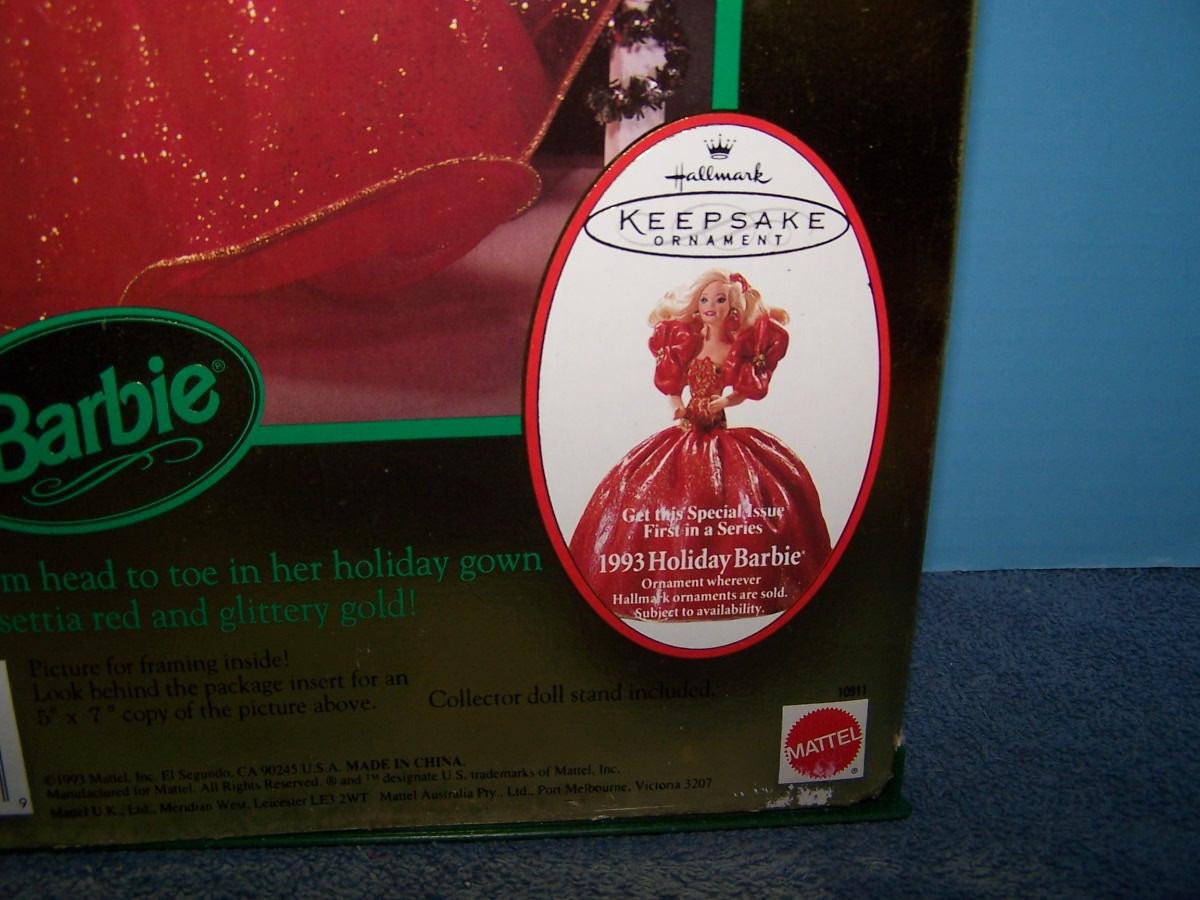 Hallmark
KEEPSAKE
ORNAMENT
Get this Special Issue
First in a Series
1993 Holiday Barbie
Ornament wherever
Hallmark ornaments are sold.
Subject to availability.
Barbie®
m head to toe in her holiday gown
settia red and glittery gold!
Picture for framing inside!
Look behind the package insert for an
5" x 7" copy of the picture above.
Collector doll stand included.
10911
MATTEL
®
©1993 Mattel, Inc. El Segundo, CA 90245 U.S.A. MADE IN CHINA.
Manufactured for Mattel. All Rights Reserved. ® and ™ designate U.S. trademarks of Mattel, Inc.
Mattel U.K., Ltd., Meridian West, Leicester LE3 2WT Mattel Australia Pty., Ltd., Port Melbourne, Victoria 3207
9